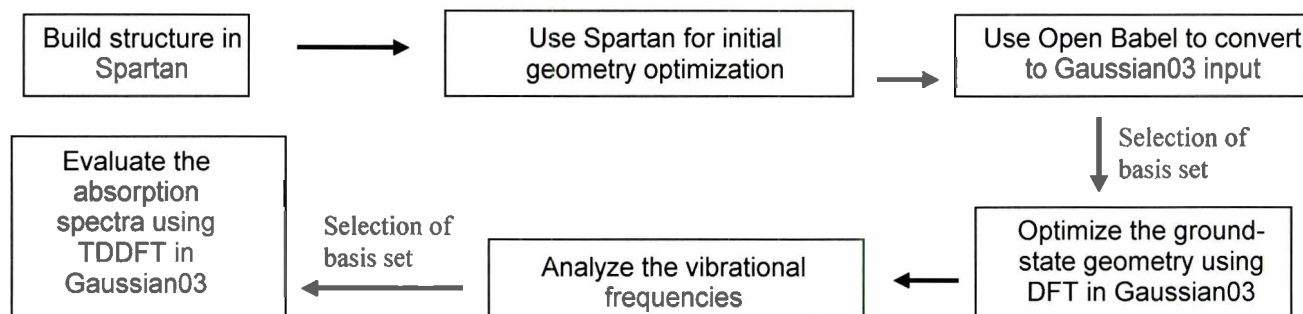 Build structure in
Spartan
Use Spartan for initial
geometry optimization
Use Open Babel to convert
to Gaussian03 input
Selection of
basis set
Optimize the ground-
state geometry using
DFT in Gaussian03
Analyze the vibrational
frequencies
Selection of
basis set
Evaluate the
absorption
spectra using
TDDFT in
Gaussian03